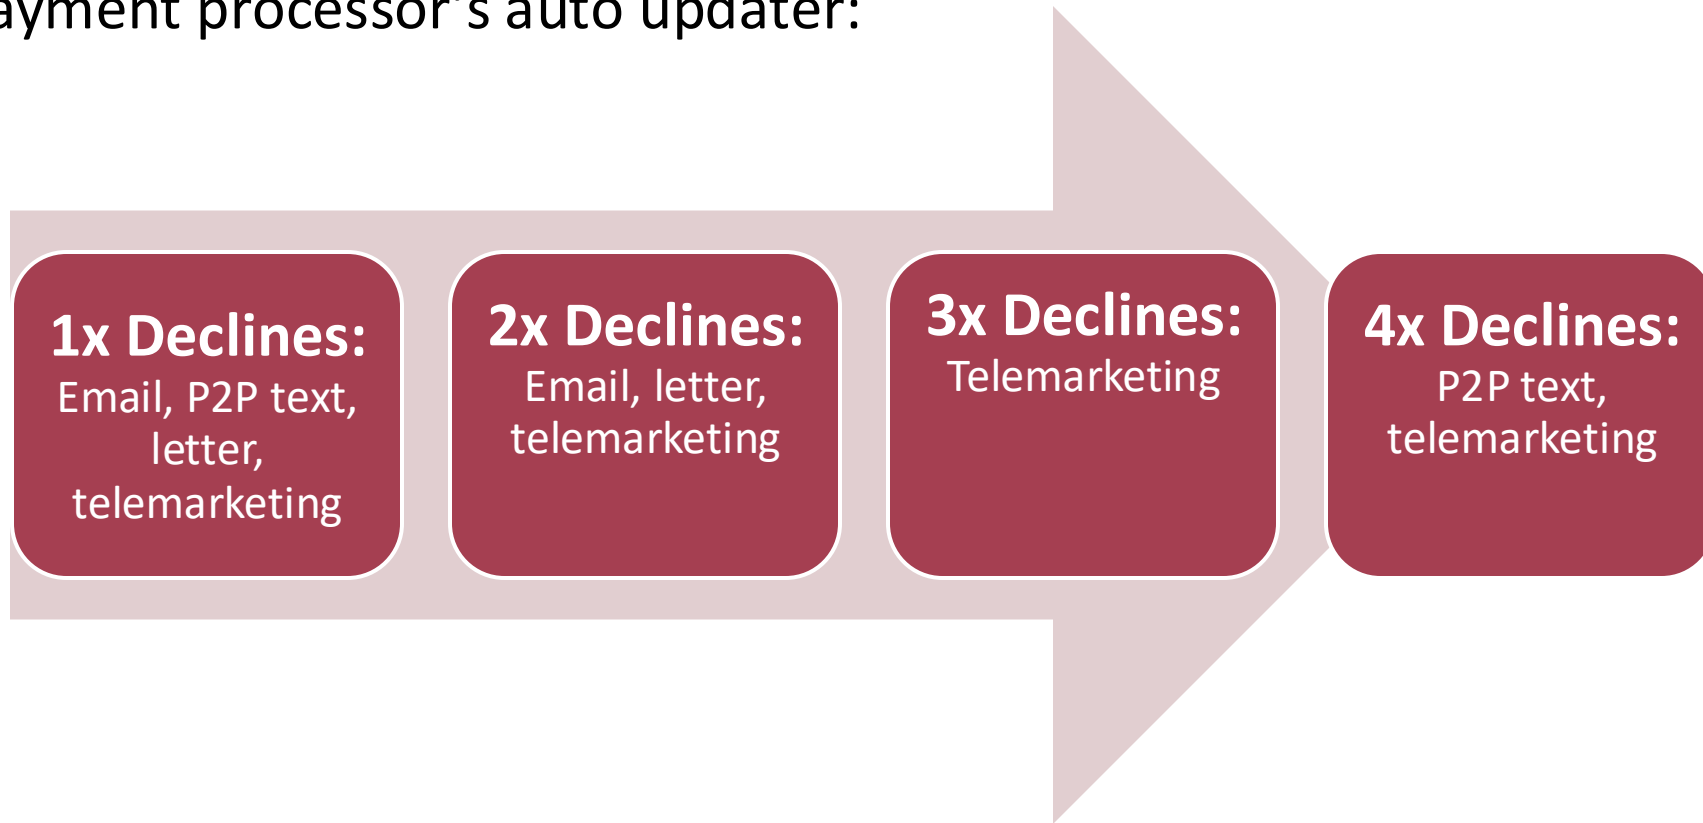 payment processor's auto updater:
1x Declines:
Email, P2P text,
letter,
telemarketing
2x Declines:
Email, letter,
telemarketing
3x Declines:
Telemarketing
4x Declines:
P2P text,
telemarketing